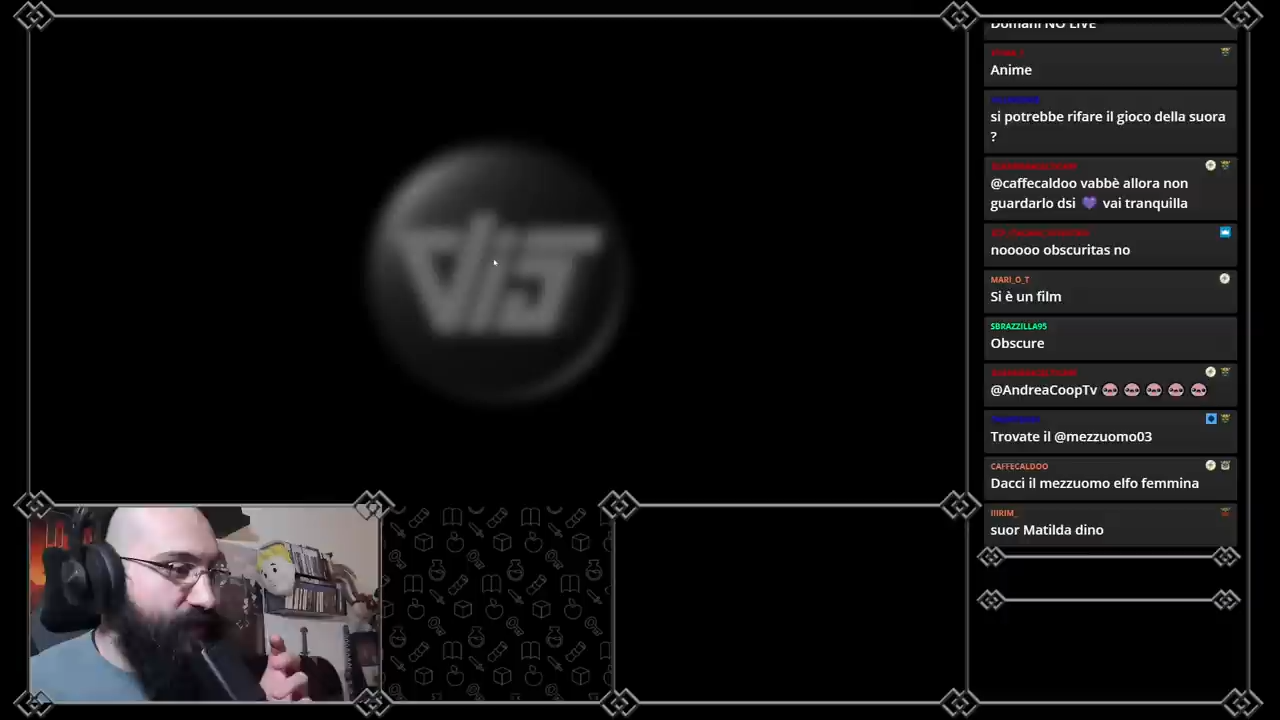 Domani NO LIVE
Anime
si potrebbe rifare il gioco della suora
?
@caffecaldoo vabbè allora non
guardarlo dsi 💜 vai tranquilla
nooooo obscuritas no
MARI_O_T
Si è un film
SBRAZZILLA95
Obscure
@AndreaCoopTv
Trovate il @mezzuomo03
CAFFECALDOO
Dacci il mezzuomo elfo femmina
IIIRIM_
suor Matilda dino